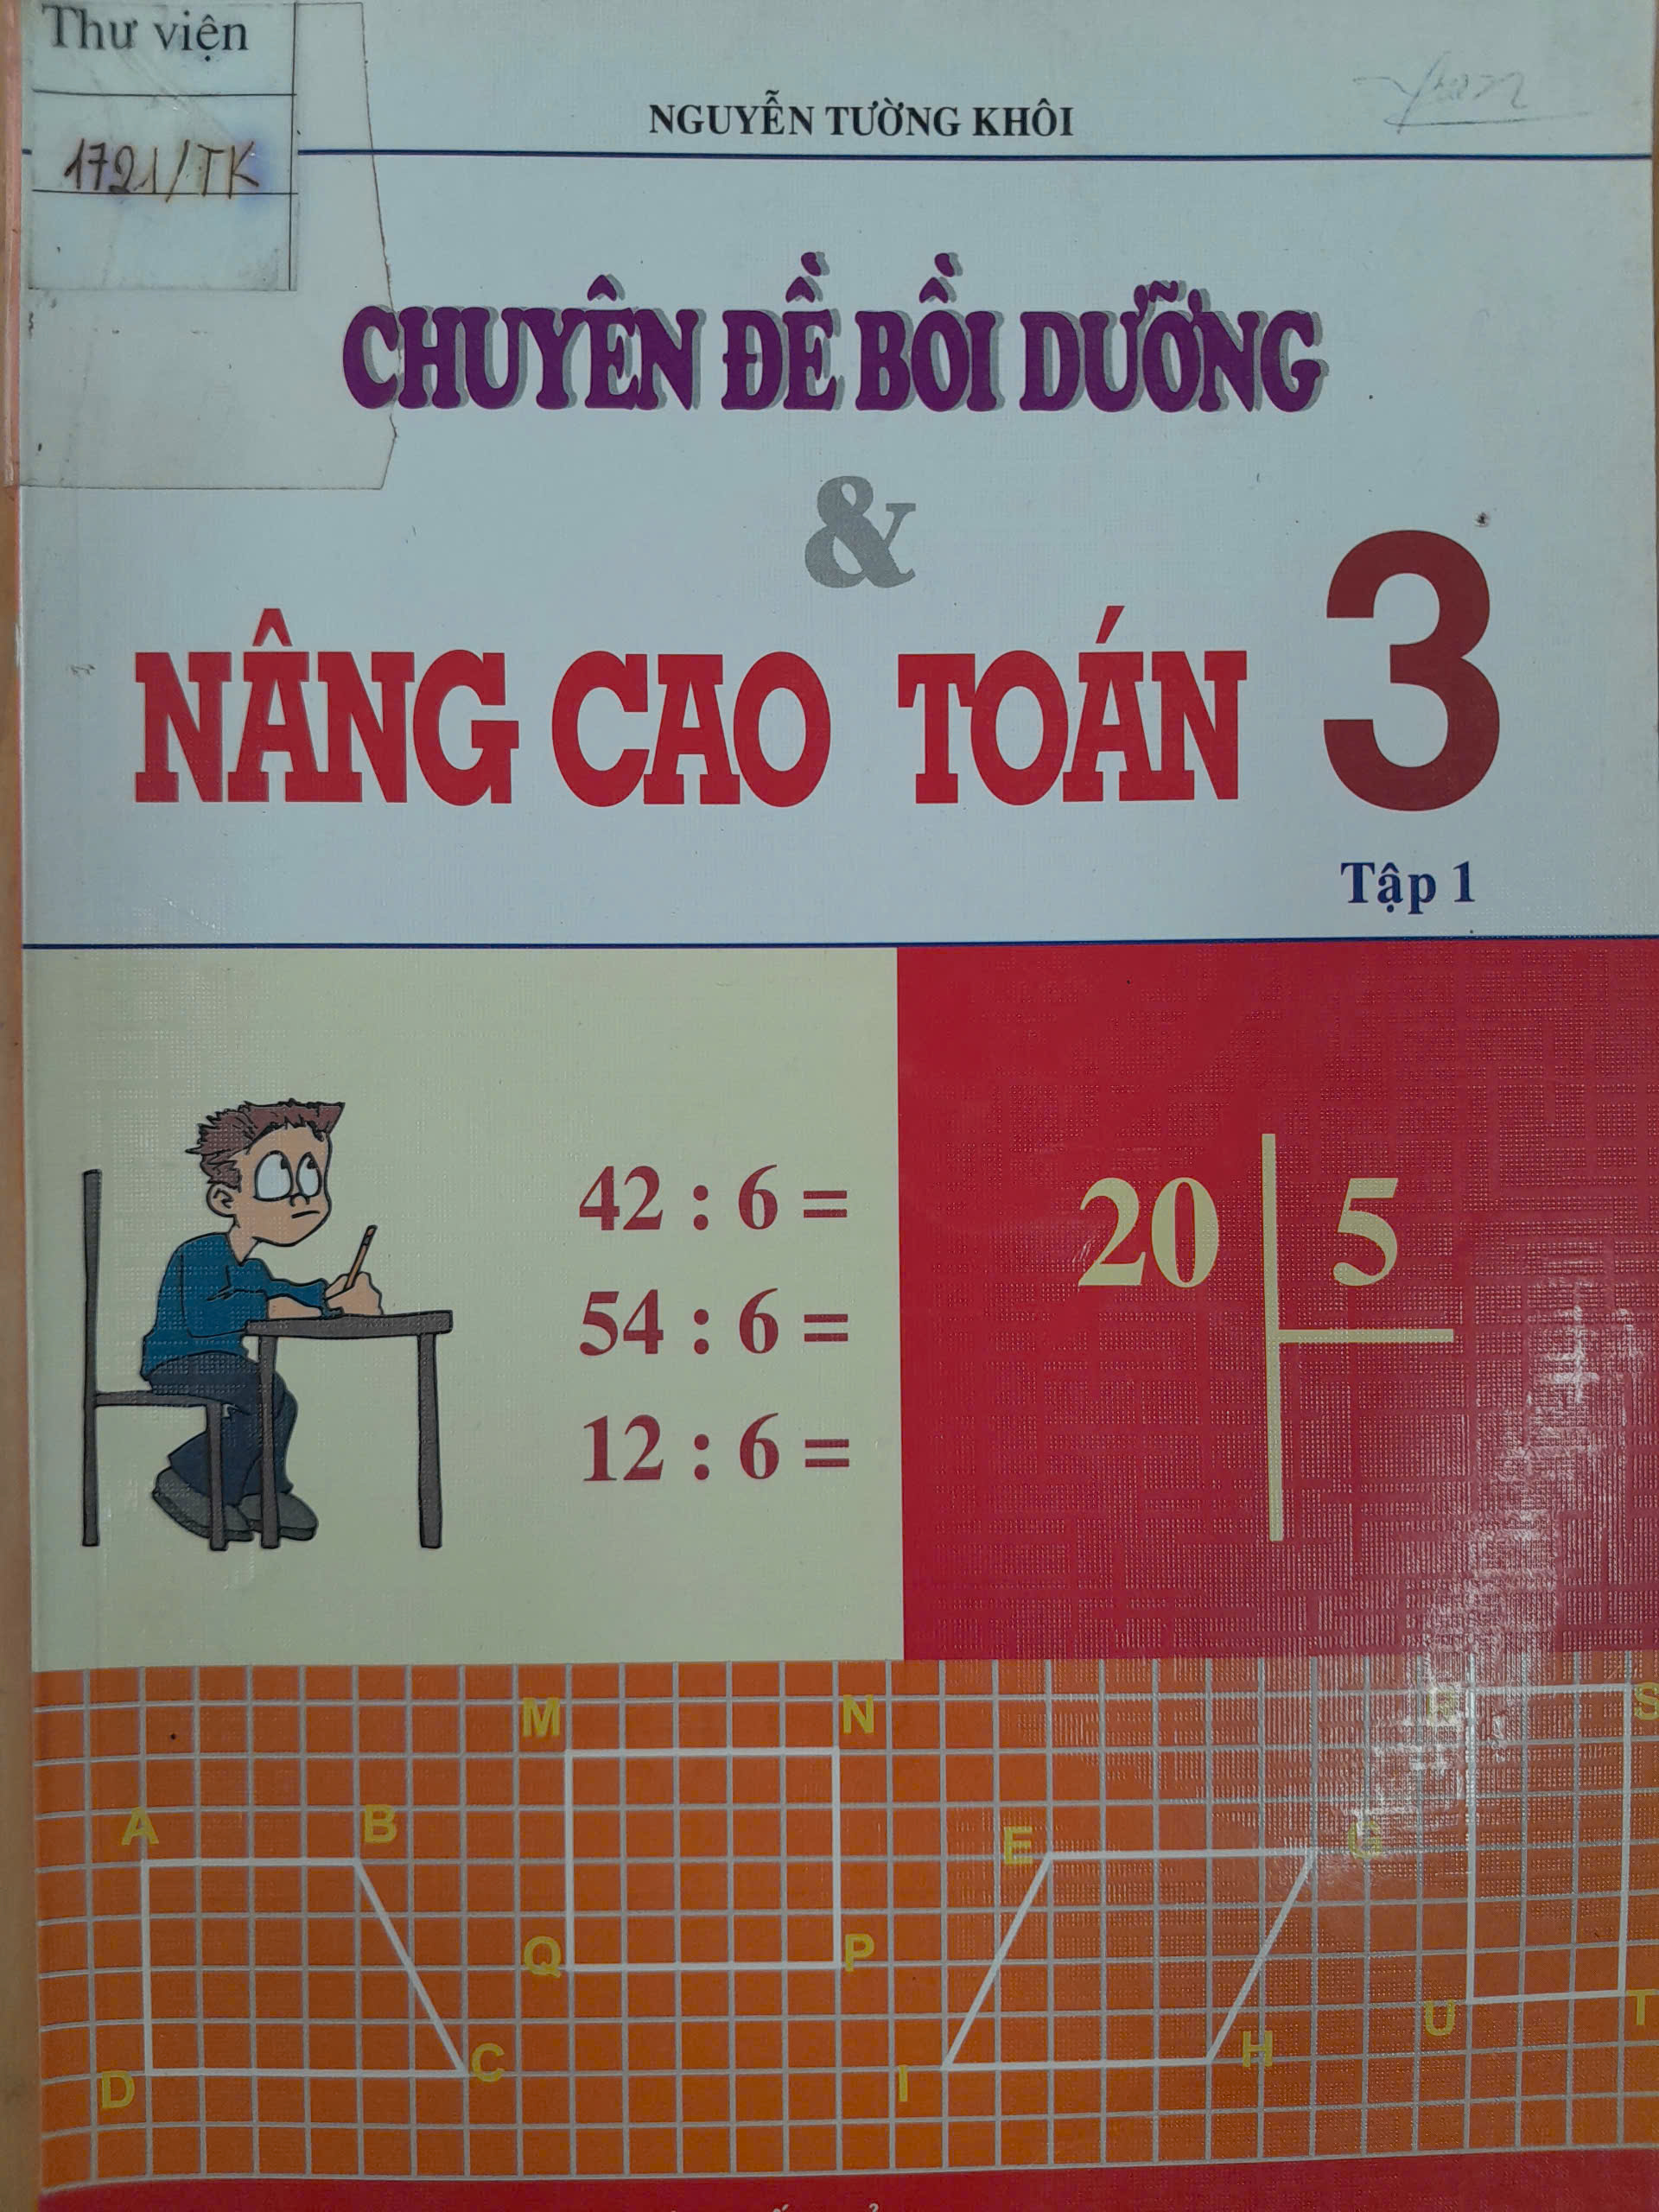 Thư viện
1721/TK
NGUYỄN TƯỜNG KHÔI
CHUYÊN ĐỀ BỒI DƯỠNG
&
NÂNG CAO TOÁN 3
Tập 1
42 : 6 =
54 : 6 =
12 : 6 =
20 5
M N
S
A B
E G
Q P
U T
D C
I H